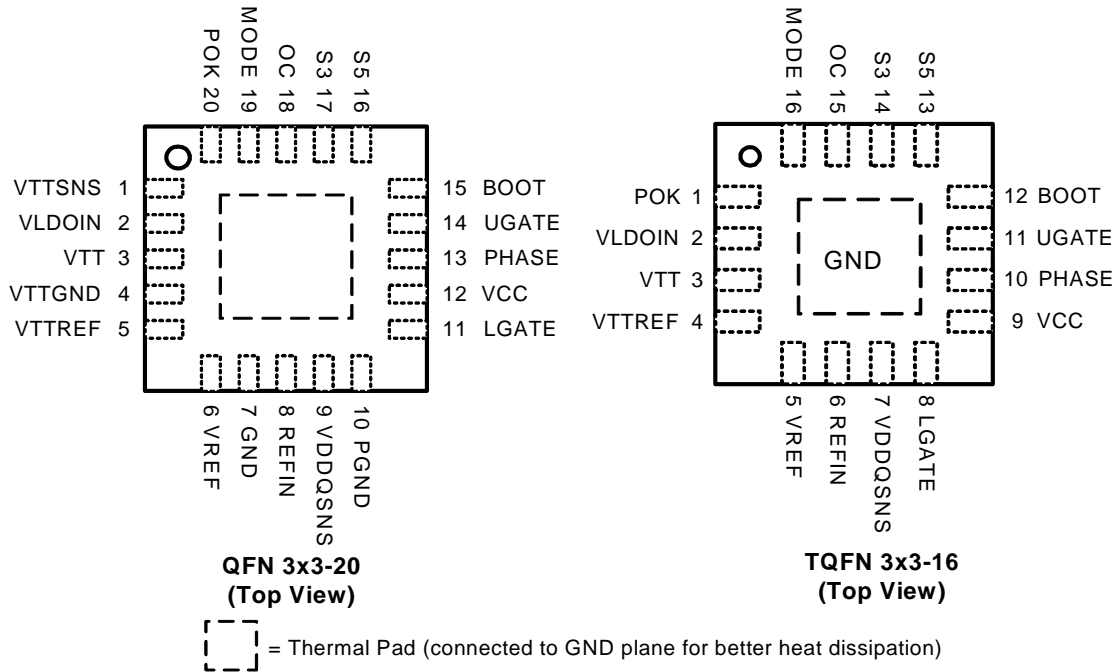 POK 20
MODE 19
OC 18
S3 17
S5 16
VTTSNS 1
VLDOIN 2
VTT 3
VTTGND 4
VTTREF 5
15 BOOT
14 UGATE
13 PHASE
12 VCC
11 LGATE
6 VREF
7 GND
8 REFIN
9 VDDQSNS
10 PGND
QFN 3x3-20
(Top View)
MODE 16
OC 15
S3 14
S5 13
POK 1
VLDOIN 2
VTT 3
VTTREF 4
GND
12 BOOT
11 UGATE
10 PHASE
9 VCC
5 VREF
6 REFIN
7 VDDQSNS
8 LGATE
TQFN 3x3-16
(Top View)
= Thermal Pad (connected to GND plane for better heat dissipation)